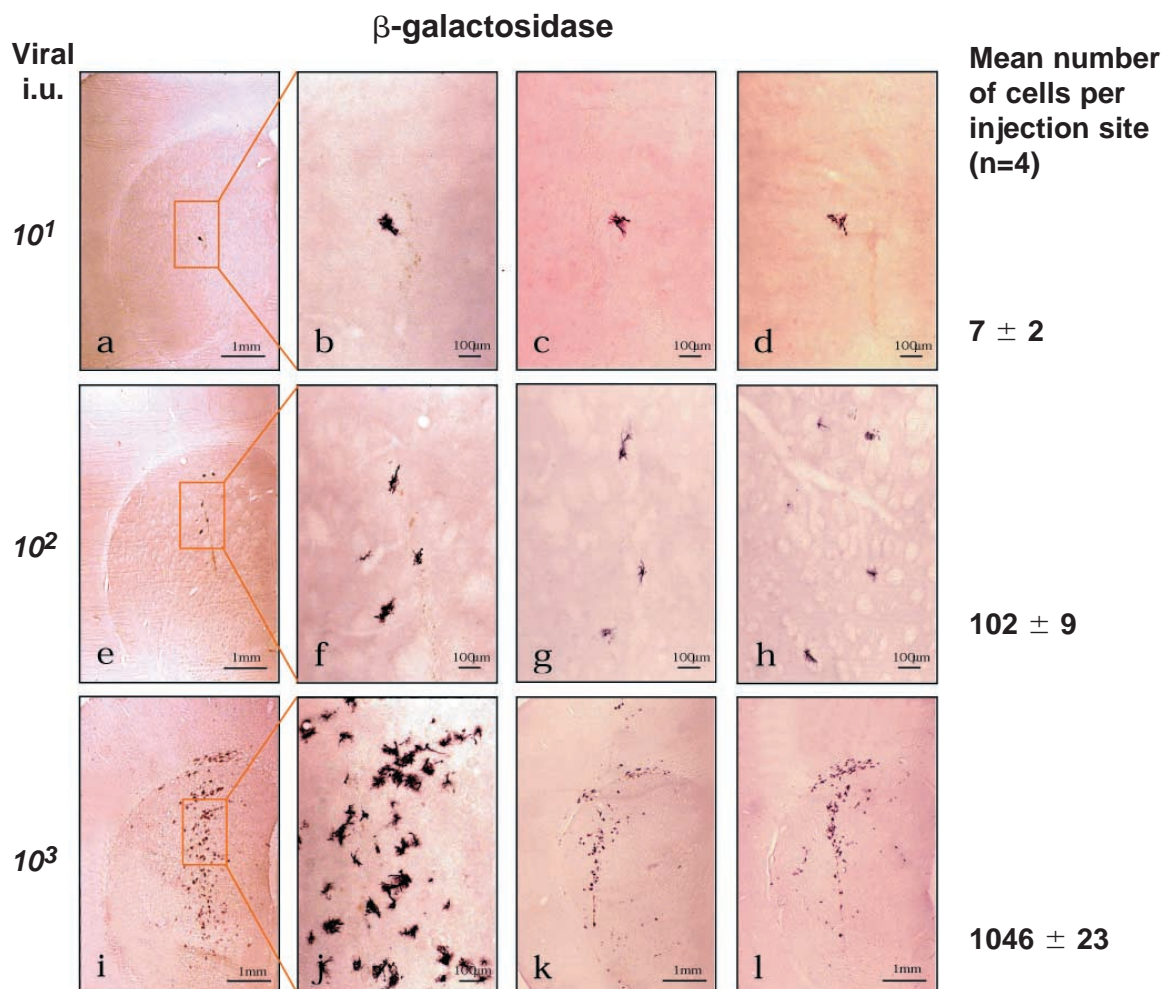 β-galactosidase
Viral
i.u.
Mean number
of cells per
injection site
(n=4)
10¹
a
1mm
b
100µm
c
100µm
d
100µm
7 ± 2
10²
e
1mm
f
100µm
g
100µm
h
100µm
102 ± 9
10³
i
1mm
j
100µm
k
1mm
l
1mm
1046 ± 23